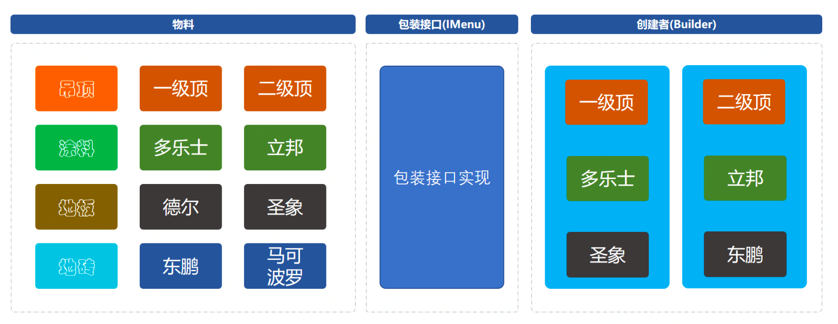 物料
包装接口(IMenu)
创建者(Builder)
吊顶
一级顶
二级顶
涂料
多乐士
立邦
地板
德尔
圣象
地砖
东鹏
马可
波罗
包装接口实现
一级顶
多乐士
圣象
二级顶
立邦
东鹏